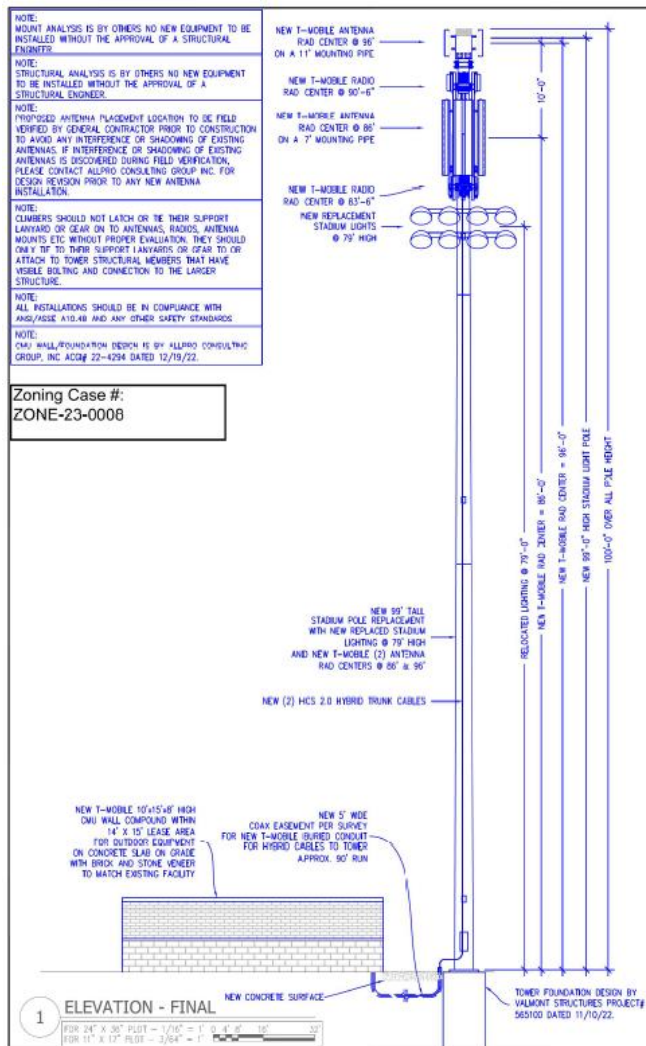 NOTE:
MOUNT ANALYSIS IS BY OTHERS NO NEW EQUIPMENT TO BE
INSTALLED WITHOUT THE APPROVAL OF A STRUCTURAL
ENGINEER
NOTE:
STRUCTURAL ANALYSIS IS BY OTHERS NO NEW EQUIPMENT
TO BE INSTALLED WITHOUT THE APPROVAL OF A
STRUCTURAL ENGINEER.
NOTE:
PROPOSED ANTENNA PLACEMENT LOCATION TO BE FIELD
VERIFIED BY GENERAL CONTRACTOR PRIOR TO CONSTRUCTION
TO AVOID ANY INTERFERENCE OR SHADOWING OF EXISTING
ANTENNAS. IF INTERFERENCE OR SHADOWING OF EXISTING
ANTENNAS IS DISCOVERED DURING FIELD VERIFICATION,
PLEASE CONTACT ALLPRO CONSULTING GROUP INC. FOR
DESIGN REVISION PRIOR TO ANY NEW ANTENNA
INSTALLATION.
NOTE:
CLIMBERS SHOULD NOT LATCH OR TIE THEIR SUPPORT
LANYARD OR GEAR ON TO ANTENNAS, RADIOS, ANTENNA
MOUNTS ETC WITHOUT PROPER EVALUATION. THEY SHOULD
ONLY TIE TO THEIR SUPPORT LANYARDS OR GEAR TO OR
ATTACH TO TOWER STRUCTURAL MEMBERS THAT HAVE
VISIBLE BOLTING AND CONNECTION TO THE LARGER
STRUCTURE.
NOTE:
ALL INSTALLATIONS SHOULD BE IN COMPLIANCE WITH
ANSI/ASSE A10.48 AND ANY OTHER SAFETY STANDARDS
NOTE:
CMU WALL/FOUNDATION DESIGN IS BY ALLPRO CONSULTING
GROUP, INC ACG# 22-4294 DATED 12/19/22.
Zoning Case #:
ZONE-23-0008
NEW T-MOBILE ANTENNA
RAD CENTER @ 96'
ON A 11' MOUNTING PIPE
NEW T-MOBILE RADIO
RAD CENTER @ 90'-6"
NEW T-MOBILE ANTENNA
RAD CENTER @ 86'
ON A 7' MOUNTING PIPE
NEW T-MOBILE RADIO
RAD CENTER @ 83'-6"
NEW REPLACEMENT
STADIUM LIGHTS
@ 79' HIGH
10'-0"
RELOCATED LIGHTING @ 79'-0"
NEW T-MOBILE RAD CENTER = 86'-0"
NEW T-MOBILE RAD CENTER = 96'-0"
NEW 99'-0" HIGH STADIUM LIGHT POLE
100'-0" OVER ALL POLE HEIGHT
NEW 99' TALL
STADIUM POLE REPLACEMENT
WITH NEW REPLACED STADIUM
LIGHTING @ 79' HIGH
AND NEW T-MOBILE (2) ANTENNA
RAD CENTERS @ 86' & 96'
NEW (2) HCS 2.0 HYBRID TRUNK CABLES
NEW T-MOBILE 10'x15'x8' HIGH
CMU WALL COMPOUND WITHIN
14' X 15' LEASE AREA
FOR OUTDOOR EQUIPMENT
ON CONCRETE SLAB ON GRADE
WITH BRICK AND STONE VENEER
TO MATCH EXISTING FACILITY
NEW 5' WIDE
COAX EASEMENT PER SURVEY
FOR NEW T-MOBILE BURIED CONDUIT
FOR HYBRID CABLES TO TOWER
APPROX. 90' RUN
NEW CONCRETE SURFACE
TOWER FOUNDATION DESIGN BY
VALMONT STRUCTURES PROJECT#
565100 DATED 11/10/22.
1 ELEVATION - FINAL
FOR 24" X 36" PLOT - 1/16" = 1' 0 4' 8' 16' 32'
FOR 11" X 17" PLOT - 3/64" = 1'